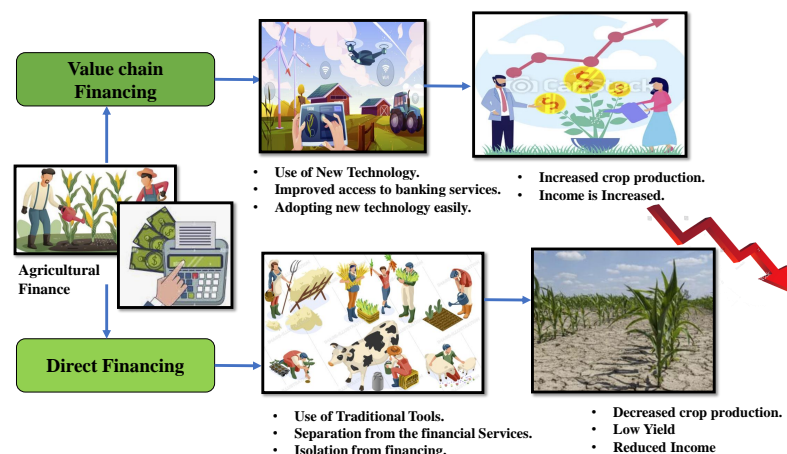 Value chain
Financing
• Use of New Technology.
• Improved access to banking services.
• Adopting new technology easily.
• Increased crop production.
• Income is Increased.
Agricultural
Finance
Direct Financing
• Use of Traditional Tools.
• Separation from the financial Services.
• Isolation from financing.
• Decreased crop production.
• Low Yield
• Reduced Income